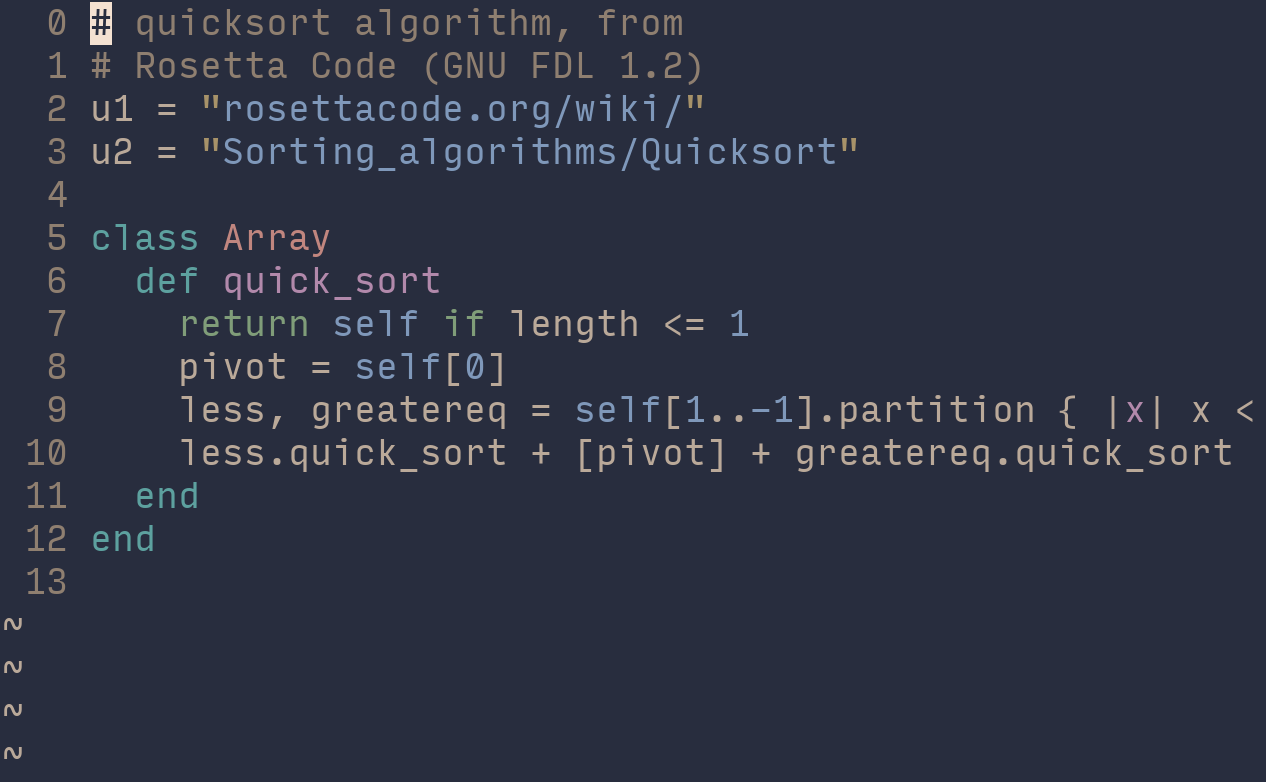 0 # quicksort algorithm, from
1 # Rosetta Code (GNU FDL 1.2)
2 u1 = "rosettacode.org/wiki/"
3 u2 = "Sorting_algorithms/Quicksort"
4
5 class Array
6   def quick_sort
7     return self if length <= 1
8     pivot = self[0]
9     less, greatereq = self[1..-1].partition { |x| x <
10     less.quick_sort + [pivot] + greatereq.quick_sort
11   end
12 end
13
~
~
~
~